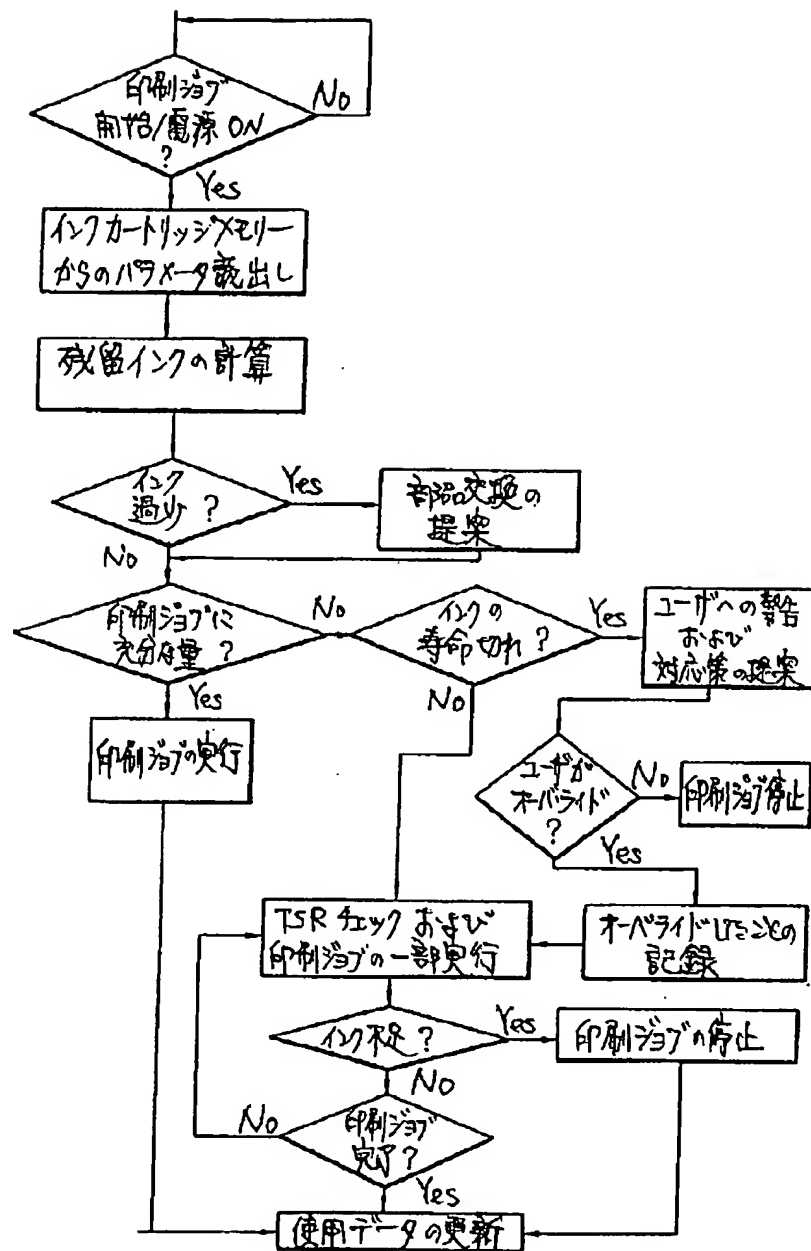 印刷ジョブ
開始/電源ON
?
No
Yes
インクカートリッジメモリー
からのパラメータ読出し
残留インクの計算
インク
過少?
Yes
部品交換の
提案
No
印刷ジョブに
充分な量?
No
インクの
寿命切れ?
Yes
ユーザへの警告
および
対応策の提案
Yes
No
印刷ジョブの実行
ユーザが
オーバライド
?
No
印刷ジョブ停止
Yes
TSRチェックおよび
印刷ジョブの一部実行
オーバライドしたことの
記録
インク不足?
Yes
印刷ジョブの停止
No
No
印刷ジョブ
完了?
Yes
使用データの更新